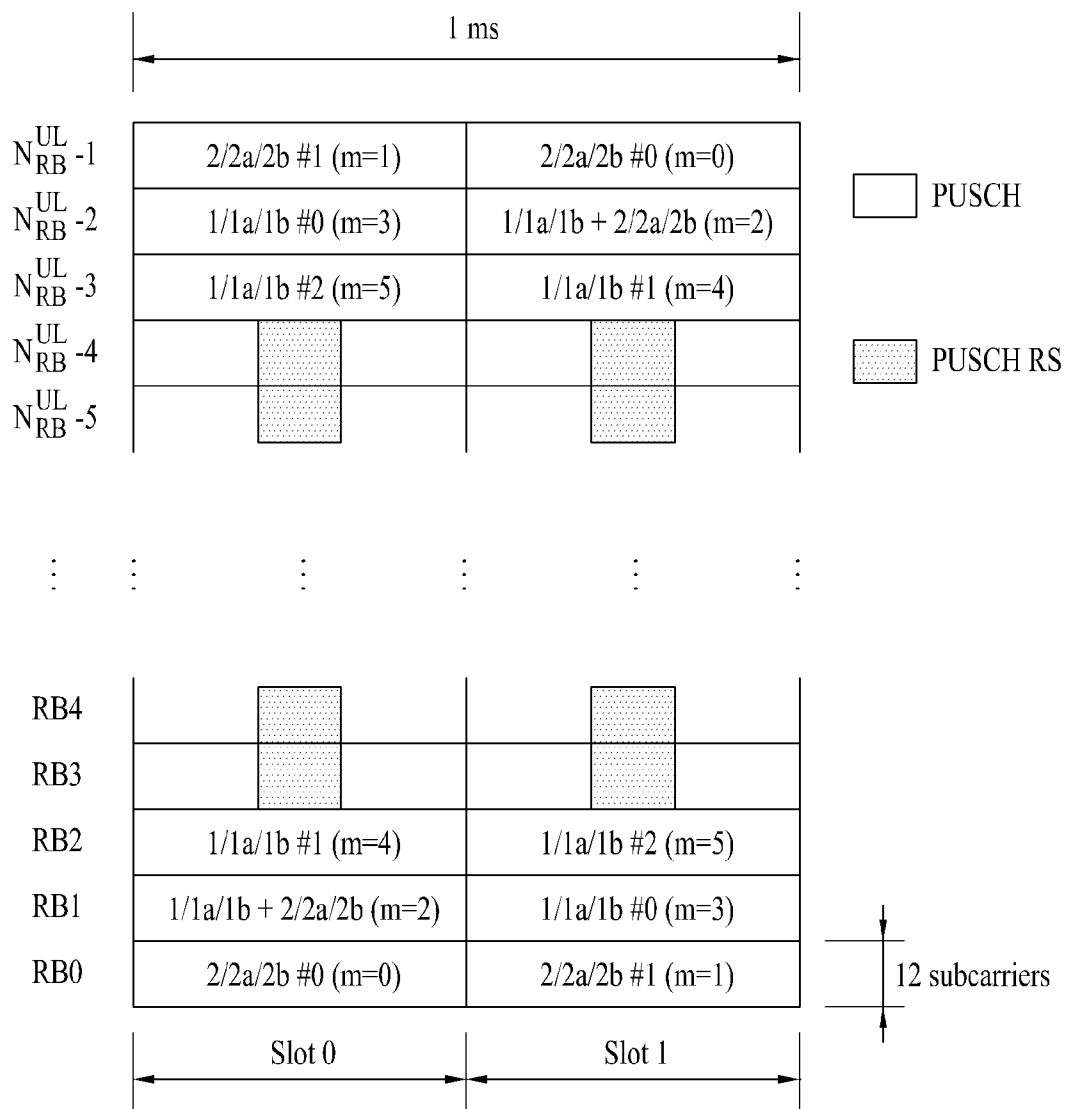 1 ms
N_RB^UL -1 2/2a/2b #1 (m=1) 2/2a/2b #0 (m=0)
N_RB^UL -2 1/1a/1b #0 (m=3) 1/1a/1b + 2/2a/2b (m=2)
N_RB^UL -3 1/1a/1b #2 (m=5) 1/1a/1b #1 (m=4)
N_RB^UL -4
N_RB^UL -5
PUSCH
PUSCH RS
RB4
RB3
RB2 1/1a/1b #1 (m=4) 1/1a/1b #2 (m=5)
RB1 1/1a/1b + 2/2a/2b (m=2) 1/1a/1b #0 (m=3)
RB0 2/2a/2b #0 (m=0) 2/2a/2b #1 (m=1)
12 subcarriers
Slot 0 Slot 1